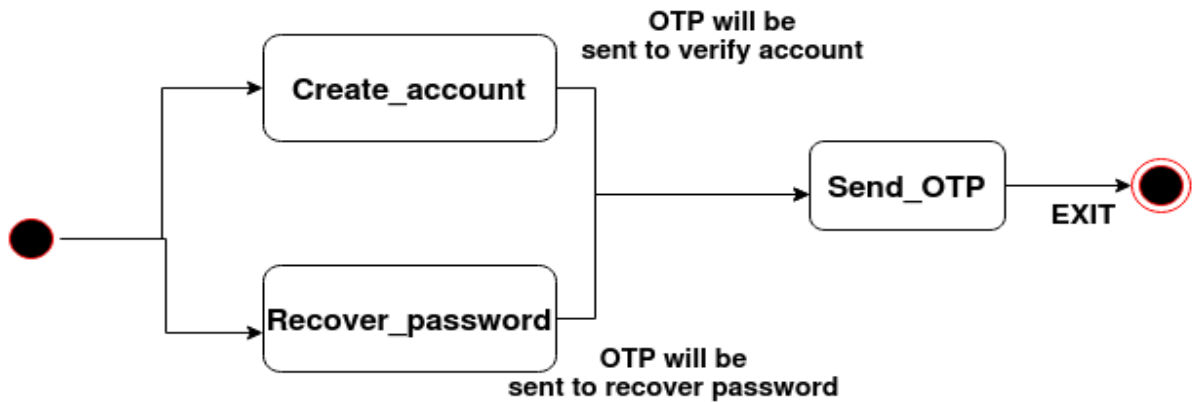 OTP will be
sent to verify account
Create_account
Send_OTP
EXIT
Recover_password
OTP will be
sent to recover password